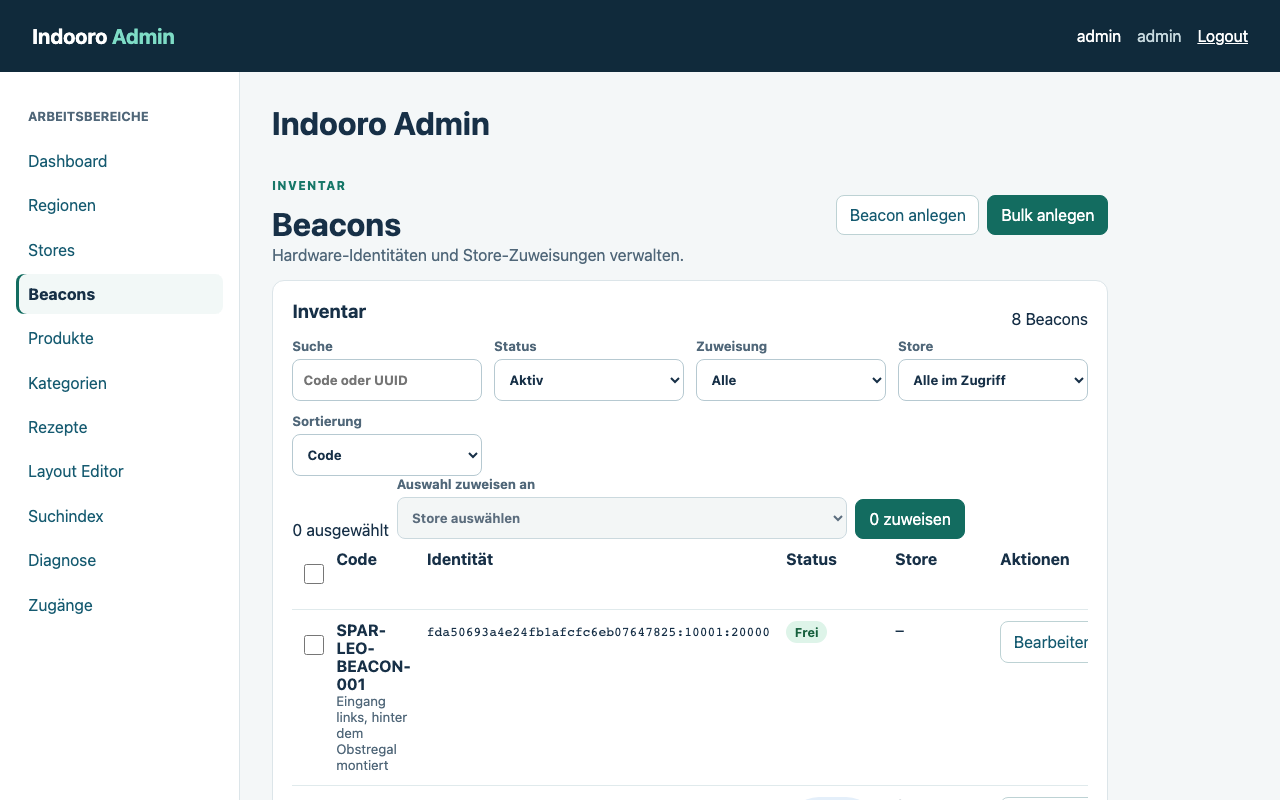 Indooro Admin
admin admin Logout
ARBEITSBEREICHE
Dashboard
Regionen
Stores
Beacons
Produkte
Kategorien
Rezepte
Layout Editor
Suchindex
Diagnose
Zugänge
Indooro Admin
INVENTAR
Beacons
Hardware-Identitäten und Store-Zuweisungen verwalten.
Beacon anlegen
Bulk anlegen
Inventar
8 Beacons
Suche Status Zuweisung Store
Code oder UUID Aktiv Alle Alle im Zugriff
Sortierung
Code
Auswahl zuweisen an
0 ausgewählt Store auswählen 0 zuweisen
Code Identität Status Store Aktionen
SPAR-
LEO-
BEACON-
001
Eingang
links, hinter
dem
Obstregal
montiert
fda50693a4e24fb1afcfc6eb07647825:10001:20000
Frei
–
Bearbeiten